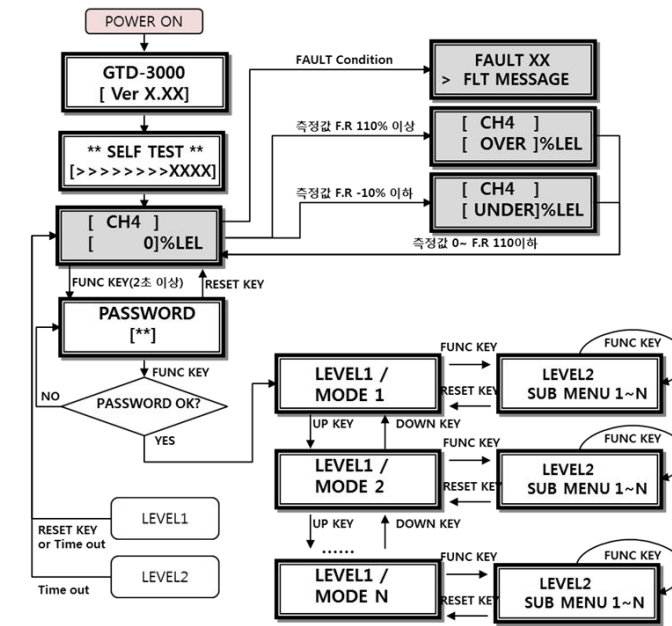 POWER ON
GTD-3000
[ Ver X.XX]
** SELF TEST **
[>>>>>>>>XXXX]
[ CH4 ]
[ 0]%LEL
FAULT Condition
FAULT XX
> FLT MESSAGE
측정값 F.R 110% 이상
[ CH4 ]
[ OVER ]%LEL
측정값 F.R -10% 이하
[ CH4 ]
[ UNDER]%LEL
측정값 0~ F.R 110이하
FUNC KEY(2초 이상)
RESET KEY
PASSWORD
[**]
FUNC KEY
NO
PASSWORD OK?
YES
LEVEL1 /
MODE 1
FUNC KEY
RESET KEY
LEVEL2
SUB MENU 1~N
FUNC KEY
UP KEY
DOWN KEY
LEVEL1 /
MODE 2
FUNC KEY
RESET KEY
LEVEL2
SUB MENU 1~N
FUNC KEY
UP KEY
DOWN KEY
......
LEVEL1 /
MODE N
FUNC KEY
RESET KEY
LEVEL2
SUB MENU 1~N
FUNC KEY
LEVEL1
RESET KEY
or Time out
LEVEL2
Time out